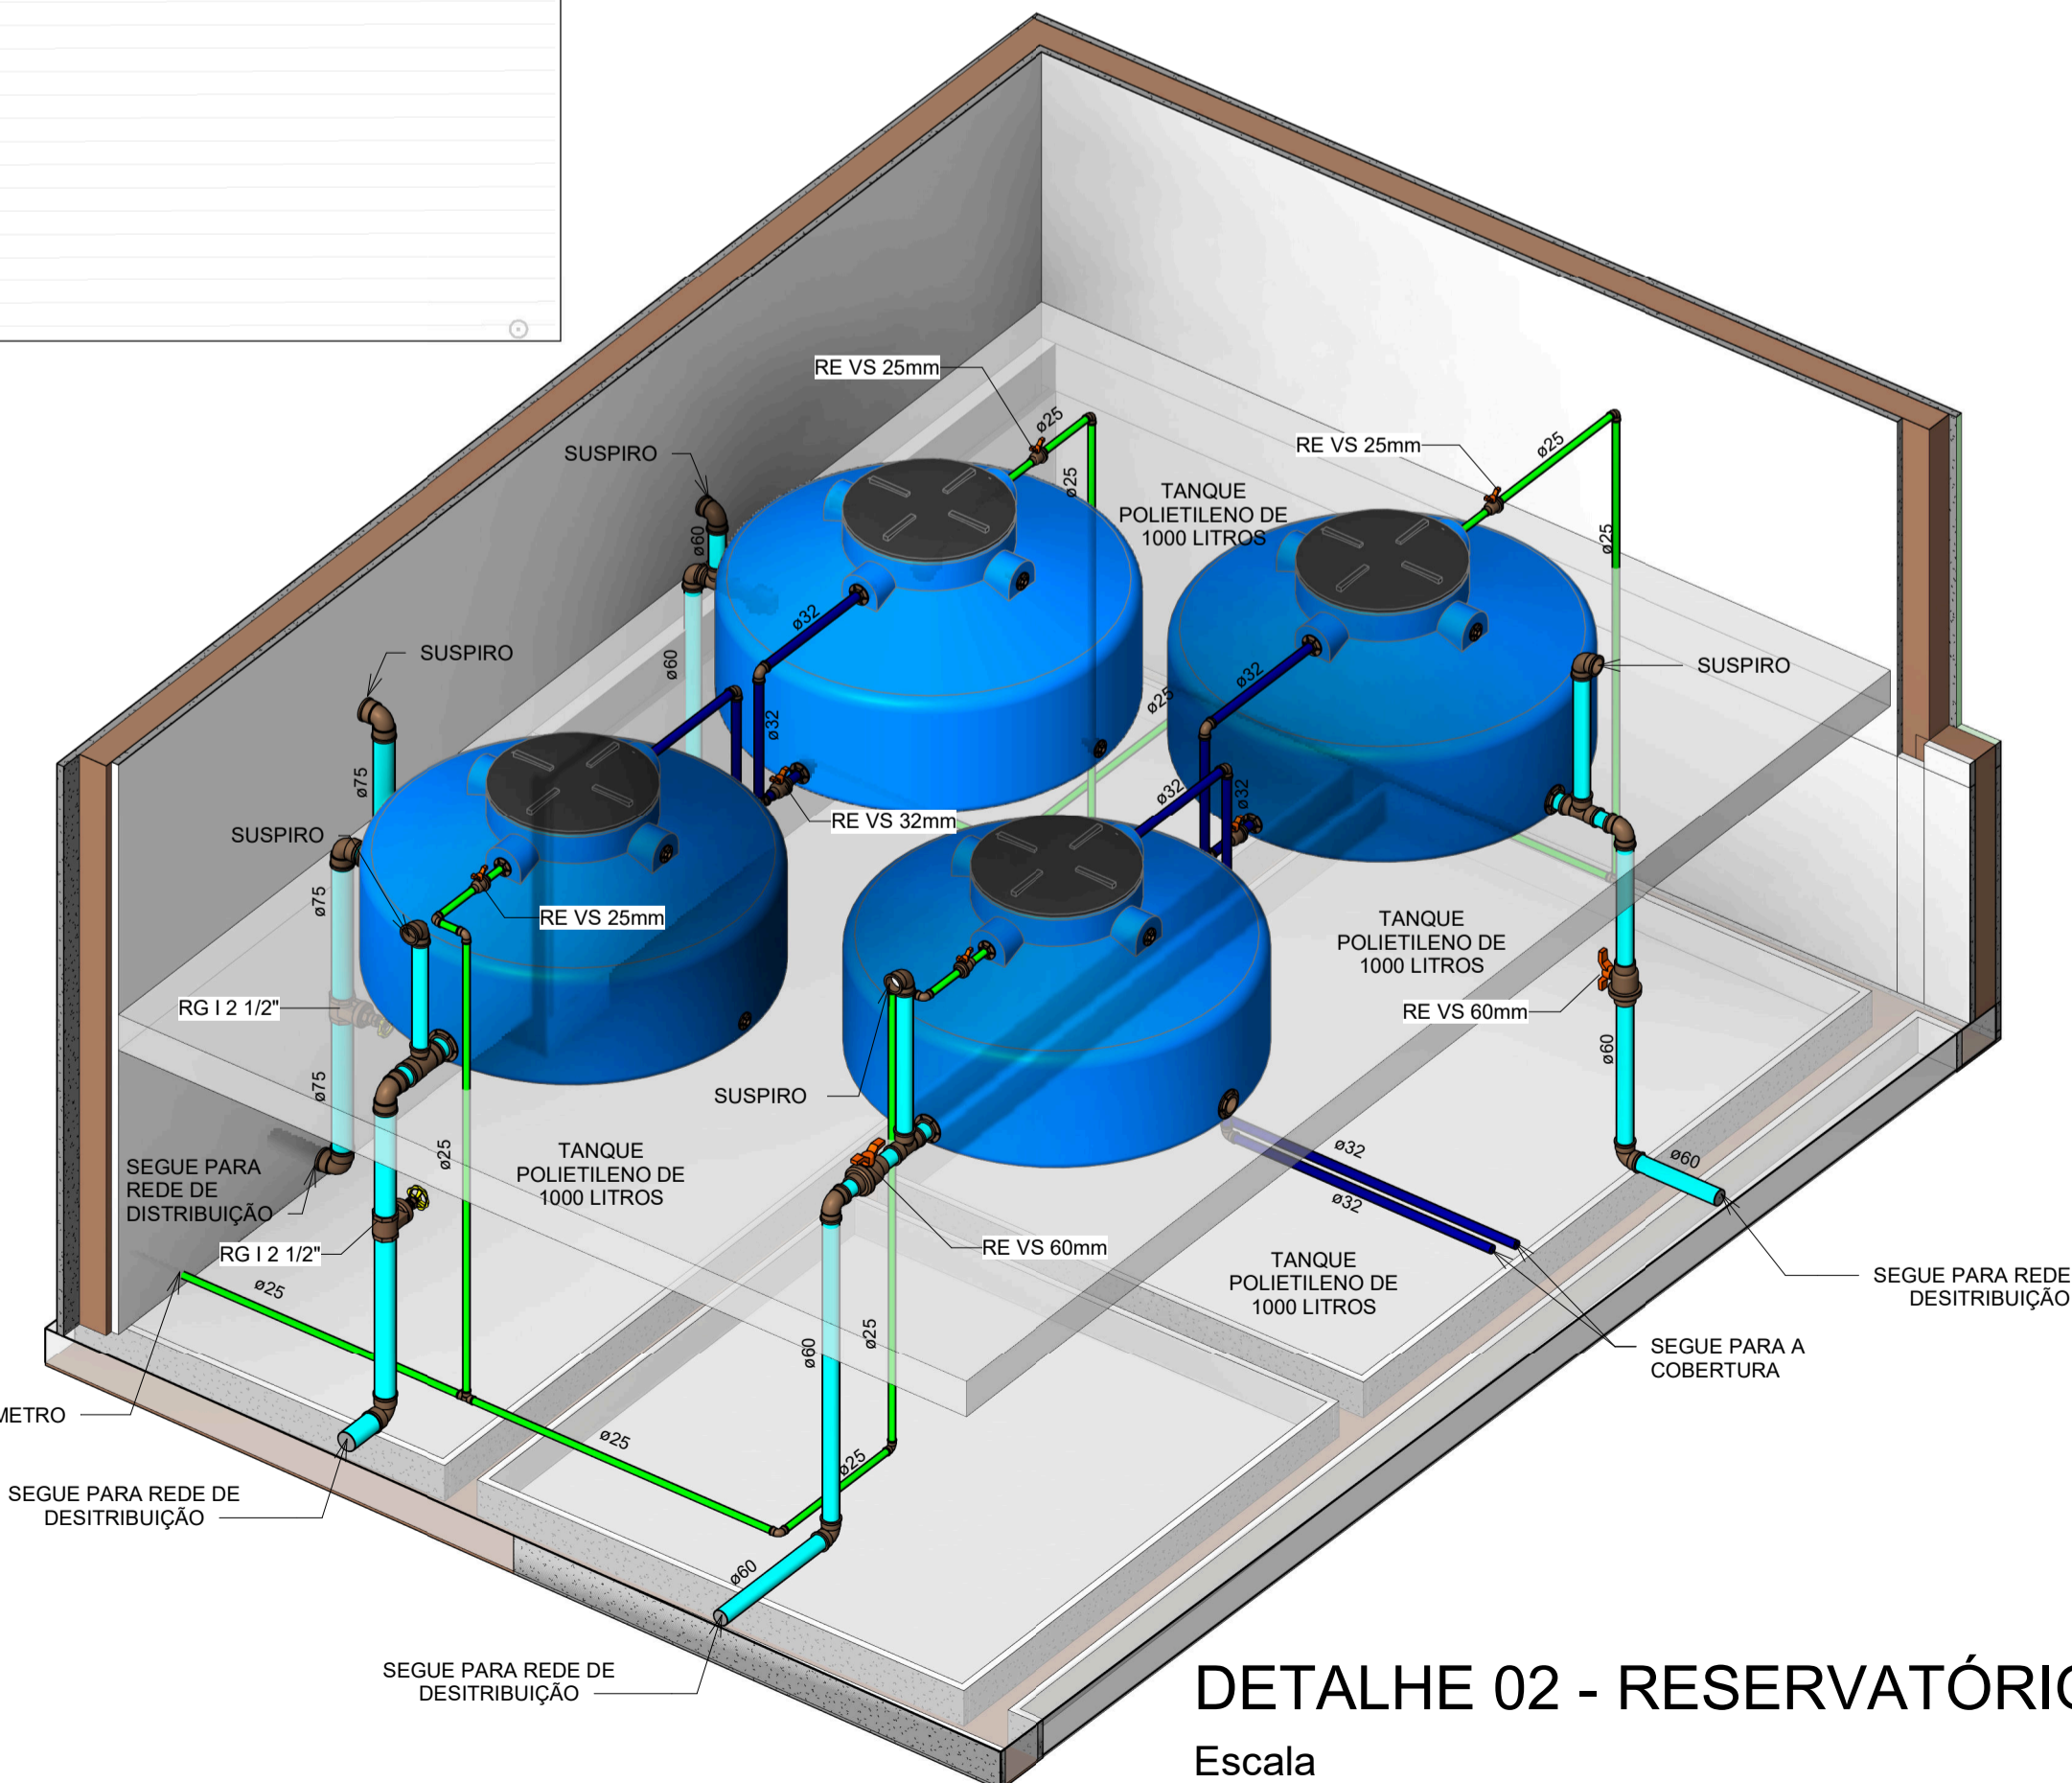 RE VS 25mm
ø25
SUSPIRO
RE VS 25mm
ø25
ø25
TANQUE
POLIETILENO DE
1000 LITROS
ø60
ø25
ø32
SUSPIRO
ø60
ø32
SUSPIRO
ø25
ø32
ø75
ø32
ø32
SUSPIRO
RE VS 32mm
ø75
RE VS 25mm
TANQUE
POLIETILENO DE
1000 LITROS
RG I 2 1/2"
RE VS 60mm
ø60
ø75
SUSPIRO
ø25
TANQUE
POLIETILENO DE
1000 LITROS
ø32
ø60
SEGUE PARA
REDE DE
DISTRIBUIÇÃO
ø32
RG I 2 1/2"
RE VS 60mm
TANQUE
POLIETILENO DE
1000 LITROS
ø25
SEGUE PARA REDE
DESITRIBUIÇÃO
ø60
ø25
SEGUE PARA A
COBERTURA
METRO
ø25
ø25
SEGUE PARA REDE DE
DESITRIBUIÇÃO
ø60
SEGUE PARA REDE DE
DESITRIBUIÇÃO
DETALHE 02 - RESERVATÓRIO
Escala